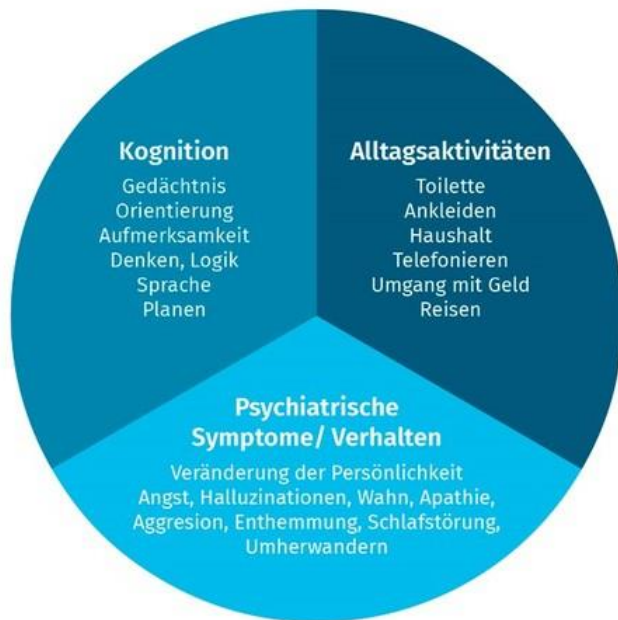 Kognition
Gedächtnis
Orientierung
Aufmerksamkeit
Denken, Logik
Sprache
Planen
Alltagsaktivitäten
Toilette
Ankleiden
Haushalt
Telefonieren
Umgang mit Geld
Reisen
Psychiatrische
Symptome/ Verhalten
Veränderung der Persönlichkeit
Angst, Halluzinationen, Wahn, Apathie,
Aggresion, Enthemmung, Schlafstörung,
Umherwandern